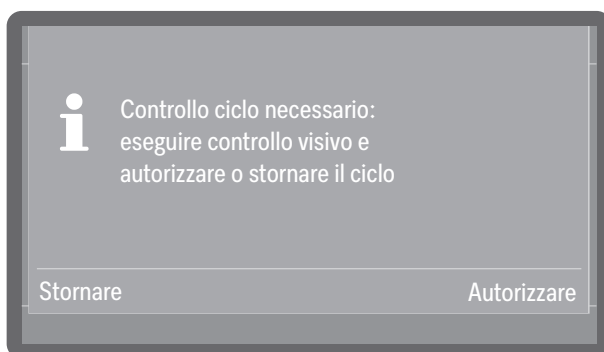 Controllo ciclo necessario:
eseguire controllo visivo e
autorizzare o stornare il ciclo
Stornare
Autorizzare